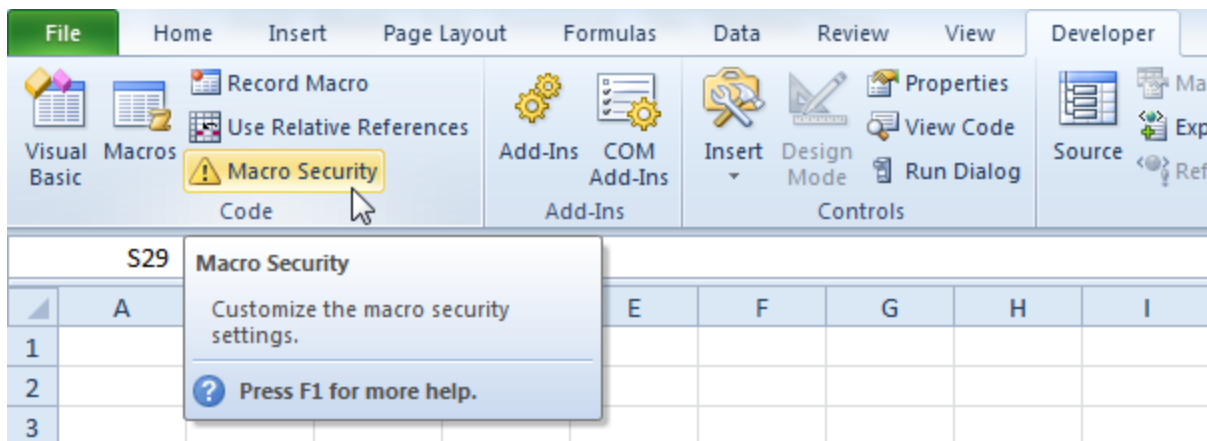 File Home Insert Page Layout Formulas Data Review View Developer
Visual Basic
Macros
Record Macro
Use Relative References
Macro Security
Code
Add-Ins
COM Add-Ins
Add-Ins
Insert
Design Mode
Properties
View Code
Run Dialog
Controls
Source
S29
Macro Security
Customize the macro security
settings.
Press F1 for more help.
A E F G H I
1
2
3